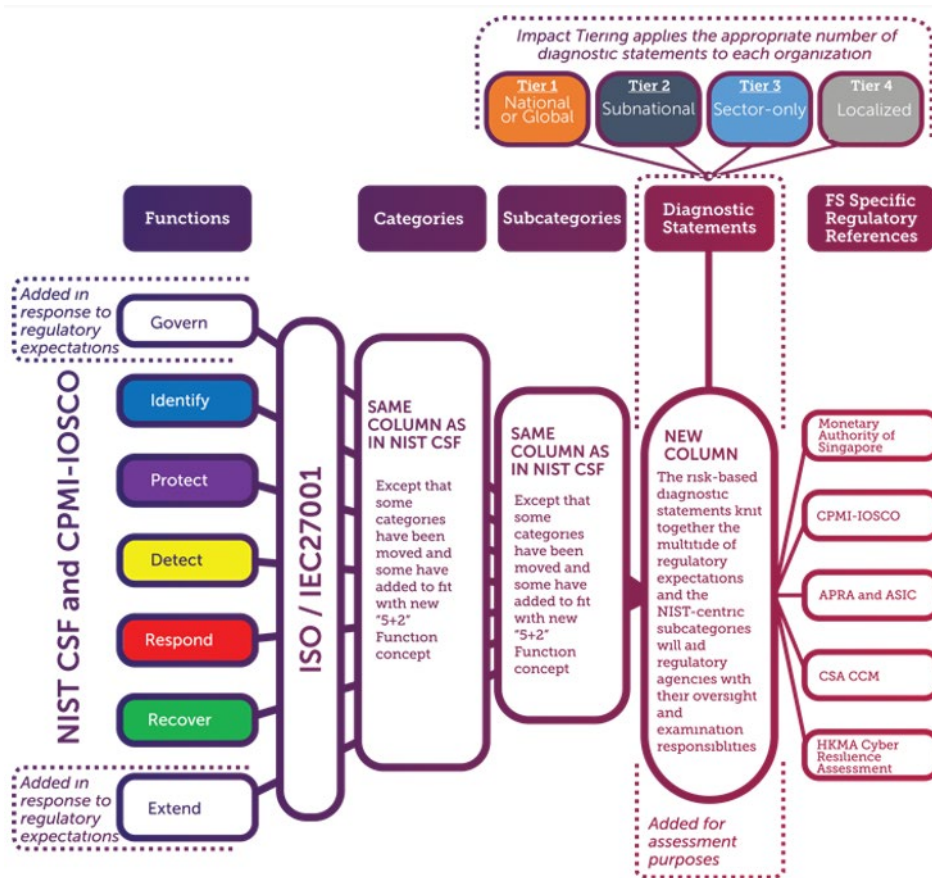 Impact Tiering applies the appropriate number of
diagnostic statements to each organization
Tier 1
National
or Global
Tier 2
Subnational
Tier 3
Sector-only
Tier 4
Localized
Functions
Categories
Subcategories
Diagnostic
Statements
FS Specific
Regulatory
References
Added in
response to
regulatory
expectations
Govern
NIST CSF and CPMI-IOSCO
Identify
Protect
Detect
Respond
Recover
Added in
response to
regulatory
expectations
Extend
ISO / IEC27001
SAME
COLUMN AS
IN NIST CSF
Except that
some
categories
have been
moved and
some have
added to fit
with new
"5+2"
Function
concept
SAME
COLUMN AS
IN NIST CSF
Except that
some
categories
have been
moved and
some have
added to fit
with new
"5+2"
Function
concept
NEW
COLUMN
The risk-based
diagnostic
statements knit
together the
multitide of
regulatory
expectations
and the
NIST-centric
subcategories
will aid
regulatory
agencies with
their oversight
and
examination
responsiblities
Added for
assessment
purposes
Monetary
Authority of
Singapore
CPMI-IOSCO
APRA and ASIC
CSA CCM
HKMA Cyber
Resilience
Assessment